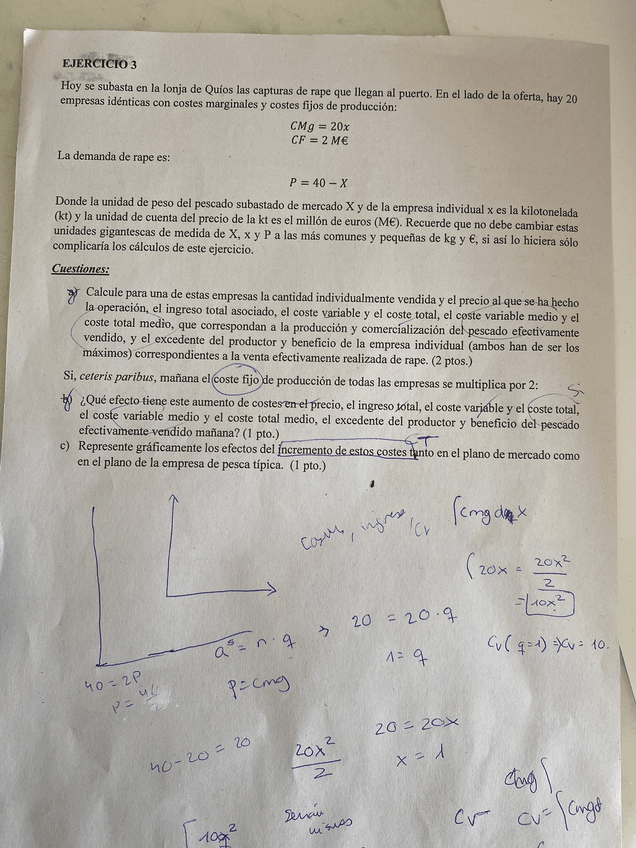 EJERCICIO 3
Hoy se subasta en la lonja de Quíos las capturas de rape que llegan al puerto. En el lado de la oferta, hay 20
empresas idénticas con costes marginales y costes fijos de producción:
CMg = 20x
CF = 2 M€
La demanda de rape es:
P = 40 − X
Donde la unidad de peso del pescado subastado de mercado X y de la empresa individual x es la kilotonelada
(kt) y la unidad de cuenta del precio de la kt es el millón de euros (M€). Recuerde que no debe cambiar estas
unidades gigantescas de medida de X, x y P a las más comunes y pequeñas de kg y €, si así lo hiciera sólo
complicaría los cálculos de este ejercicio.
Cuestiones:
a) Calcule para una de estas empresas la cantidad individualmente vendida y el precio al que se ha hecho
la operación, el ingreso total asociado, el coste variable y el coste total, el coste variable medio y el
coste total medio, que correspondan a la producción y comercialización del pescado efectivamente
vendido, y el excedente del productor y beneficio de la empresa individual (ambos han de ser los
máximos) correspondientes a la venta efectivamente realizada de rape. (2 ptos.)
Si, ceteris paribus, mañana el coste fijo de producción de todas las empresas se multiplica por 2:
Si
b) ¿Qué efecto tiene este aumento de costes en el precio, el ingreso total, el coste variable y el coste total,
el coste variable medio y el coste total medio, el excedente del productor y beneficio del pescado
efectivamente vendido mañana? (1 pto.)
CT
c) Represente gráficamente los efectos del incremento de estos costes tanto en el plano de mercado como
en el plano de la empresa de pesca típica. (1 pto.)
Costes, ingreso, CV
∫Cmg dx
∫20x = 20x²/2
= 10x²
Cv(q=1) => Cv = 10.
qˢ = n·q → 20 = 20·q
1 = q
40 = 2P
P =
p = Cmg
20 = 20x
x = 1
40-20 = 20
20x²/2
Cmg ∫
Cv
CV = ∫Cmg
10x²
Serían
mismos